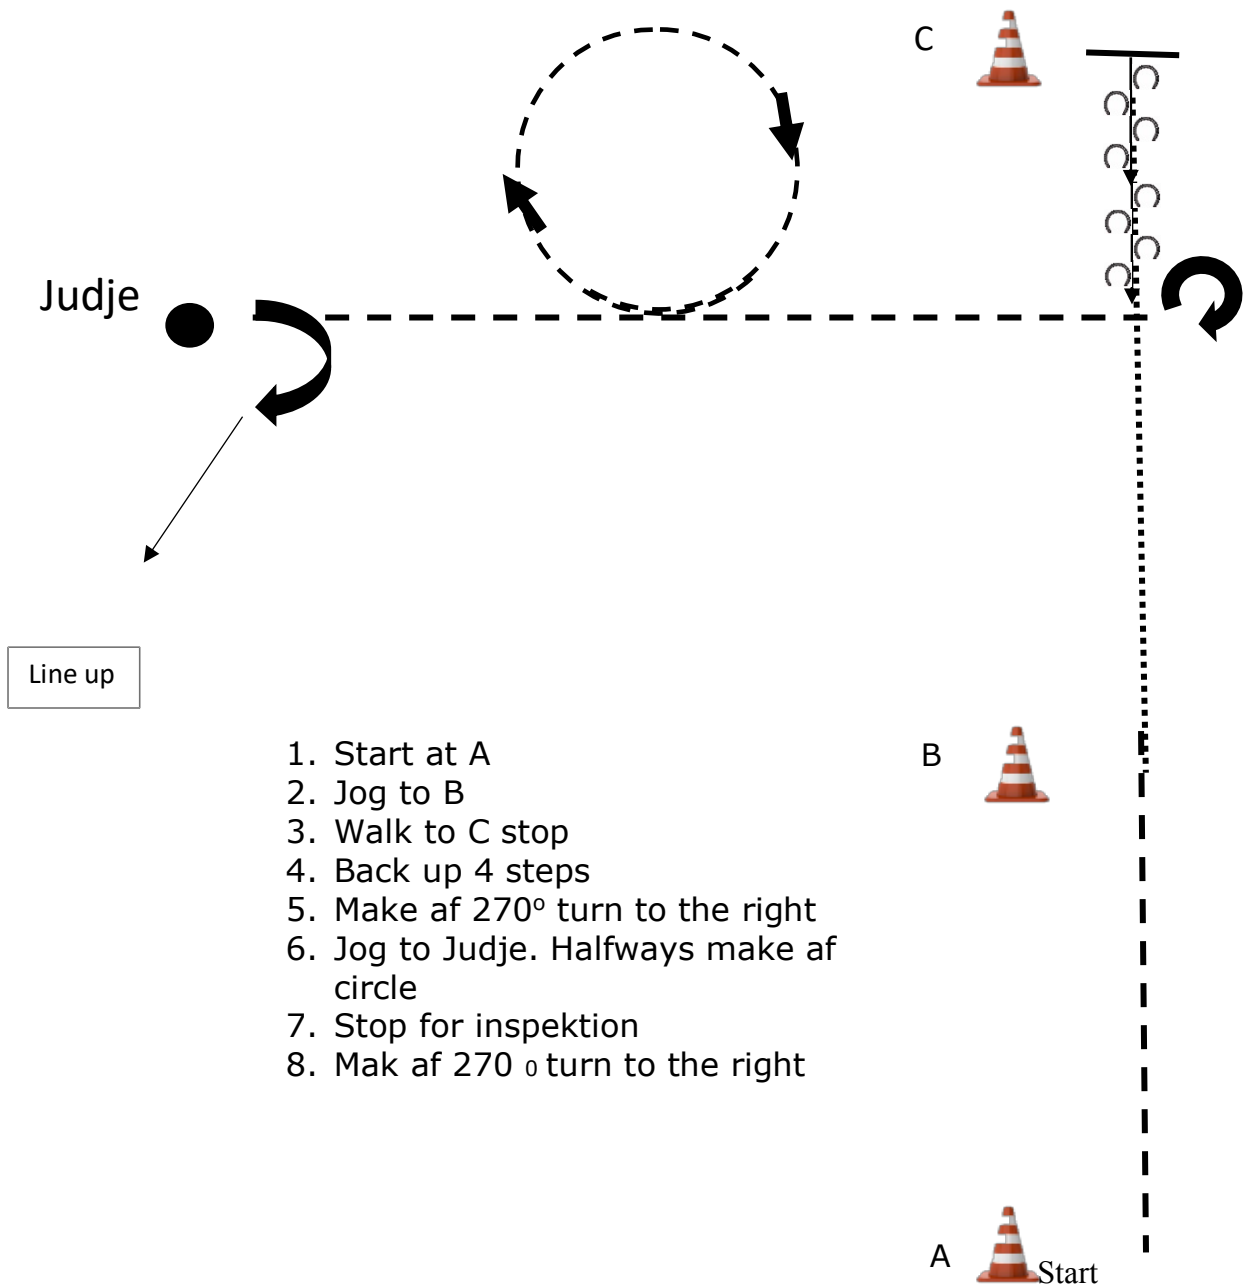 C
Judje
Line up
B
1. Start at A
2. Jog to B
3. Walk to C stop
4. Back up 4 steps
5. Make af 270º turn to the right
6. Jog to Judje. Halfways make af
circle
7. Stop for inspektion
8. Mak af 270 0 turn to the right
A
Start